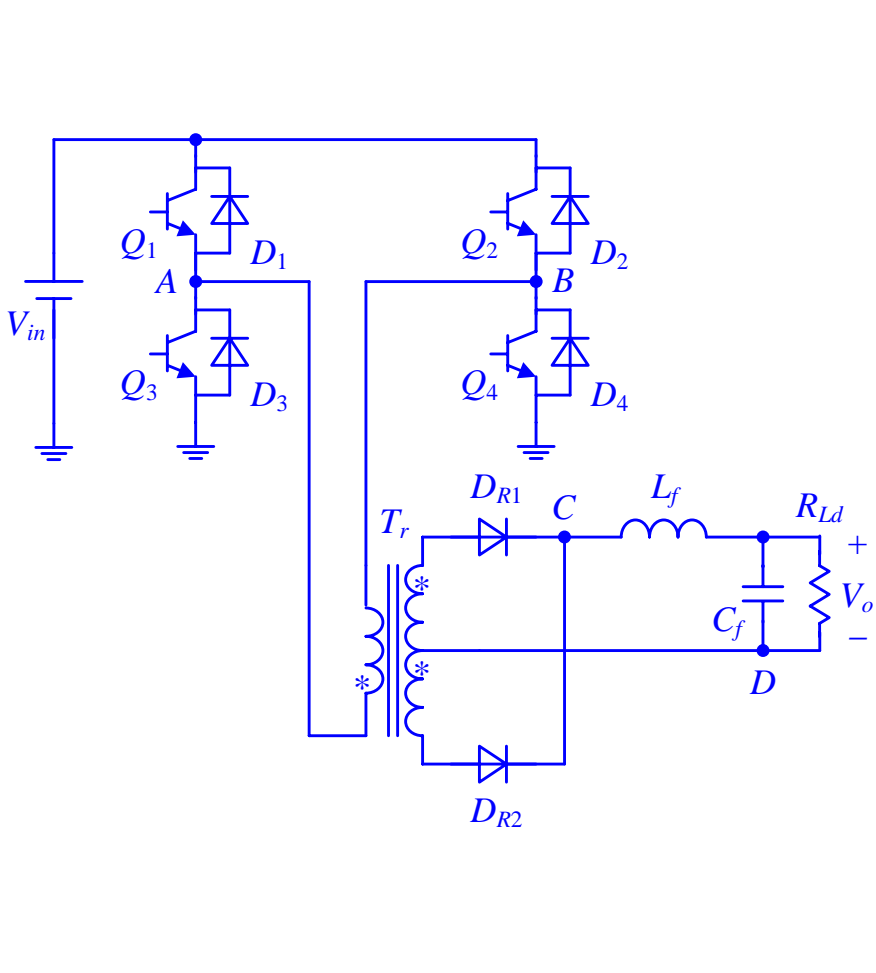 Q1
D1
Q2
D2
A
B
Vin
Q3
D3
Q4
D4
DR1
C
Lf
RLd
Tr
+
*
Cf
Vo
*
*
−
D
DR2